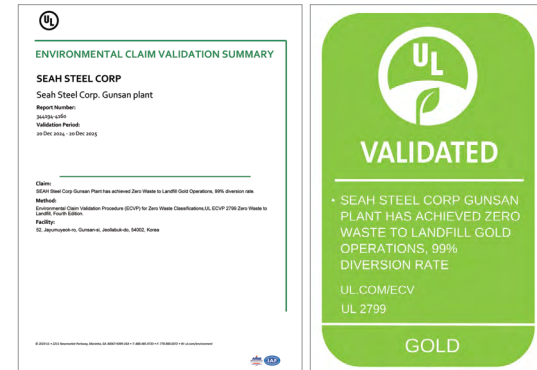 UL
ENVIRONMENTAL CLAIM VALIDATION SUMMARY
SEAH STEEL CORP
Seah Steel Corp. Gunsan plant
Report Number:
344294-4260
Validation Period:
20 Dec 2024 - 20 Dec 2025
Claim:
SEAH Steel Corp Gunsan Plant has achieved Zero Waste to Landfill Gold Operations, 99% diversion rate.
Method:
Environmental Claim Validation Procedure (ECVP) for Zero Waste Classifications,UL ECVP 2799 Zero Waste to
Landfill, Fourth Edition.
Facility:
Gunsan-si, Jeollabuk-do, 54002, Korea
IAF
UL
VALIDATED
• SEAH STEEL CORP GUNSAN
PLANT HAS ACHIEVED ZERO
WASTE TO LANDFILL GOLD
OPERATIONS, 99%
DIVERSION RATE
UL.COM/ECV
UL 2799
GOLD